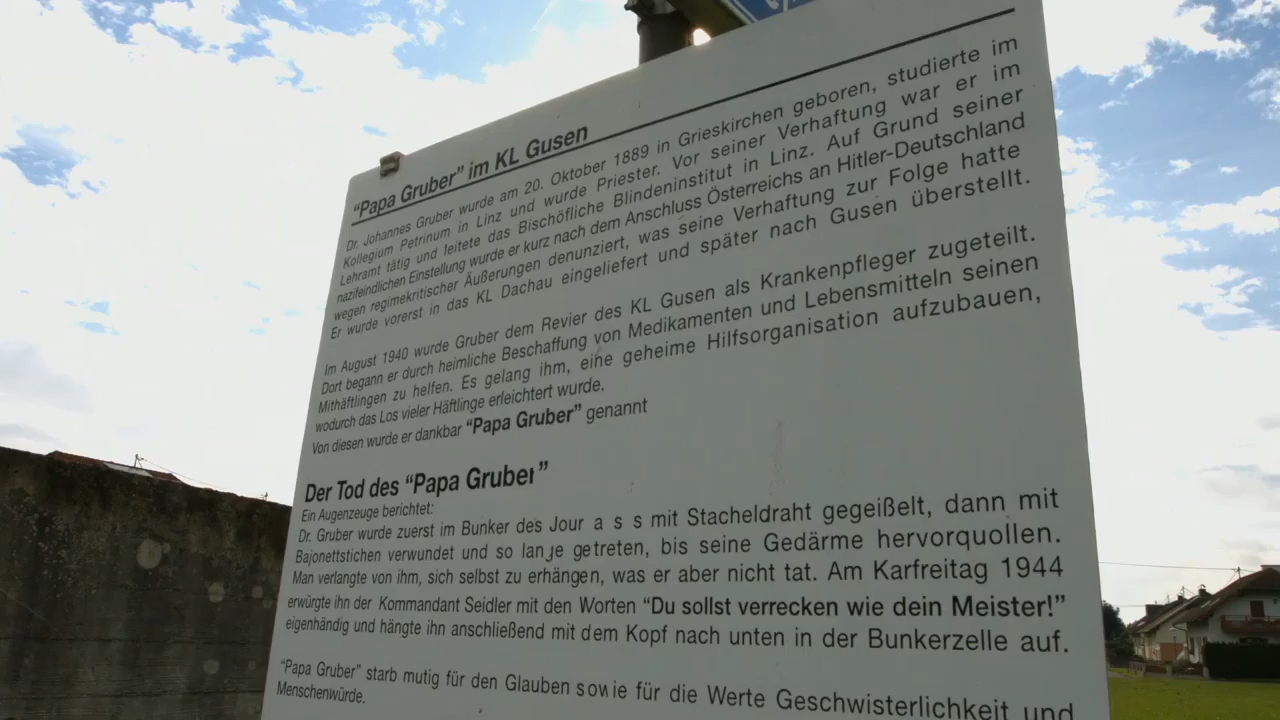 “Papa Gruber” im KL Gusen
Dr. Johannes Gruber wurde am 20. Oktober 1889 in Grieskirchen geboren, studierte im
Kollegium Petrinum in Linz und wurde Priester. Vor seiner Verhaftung war er im
Lehramt tätig und leitete das Bischöfliche Blindeninstitut in Linz. Auf Grund seiner
nazifeindlichen Einstellung wurde er kurz nach dem Anschluss Österreichs an Hitler-Deutschland
wegen regimekritischer Äußerungen denunziert, was seine Verhaftung zur Folge hatte
Er wurde vorerst in das KL Dachau eingeliefert und später nach Gusen überstellt.
Im August 1940 wurde Gruber dem Revier des KL Gusen als Krankenpfleger zugeteilt.
Dort begann er durch heimliche Beschaffung von Medikamenten und Lebensmitteln seinen
Mithäftlingen zu helfen. Es gelang ihm, eine geheime Hilfsorganisation aufzubauen,
wodurch das Los vieler Häftlinge erleichtert wurde.
Von diesen wurde er dankbar “Papa Gruber” genannt
Der Tod des “Papa Gruber”
Ein Augenzeuge berichtet:
Dr. Gruber wurde zuerst im Bunker des Jour a s s mit Stacheldraht gegeißelt, dann mit
Bajonettstichen verwundet und so lange getreten, bis seine Gedärme hervorquollen.
Man verlangte von ihm, sich selbst zu erhängen, was er aber nicht tat. Am Karfreitag 1944
erwürgte ihn der Kommandant Seidler mit den Worten “Du sollst verrecken wie dein Meister!”
eigenhändig und hängte ihn anschließend mit dem Kopf nach unten in der Bunkerzelle auf.
“Papa Gruber” starb mutig für den Glauben sowie für die Werte Geschwisterlichkeit und
Menschenwürde.